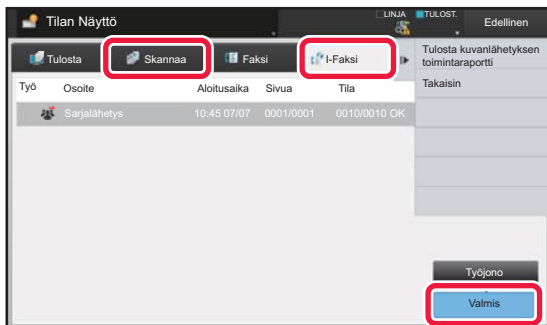 Tilan Näyttö
LINJA
TULOST.
Edellinen
Tulosta
Skannaa
Faksi
I-Faksi
Tulosta kuvanlähetyksen
toimintaraportti
Takaisin
Työ Osoite Aloitusaika Sivua Tila
Sarjalähetys 10:45 07/07 0001/0001 0010/0010 OK
Työjono
Valmis